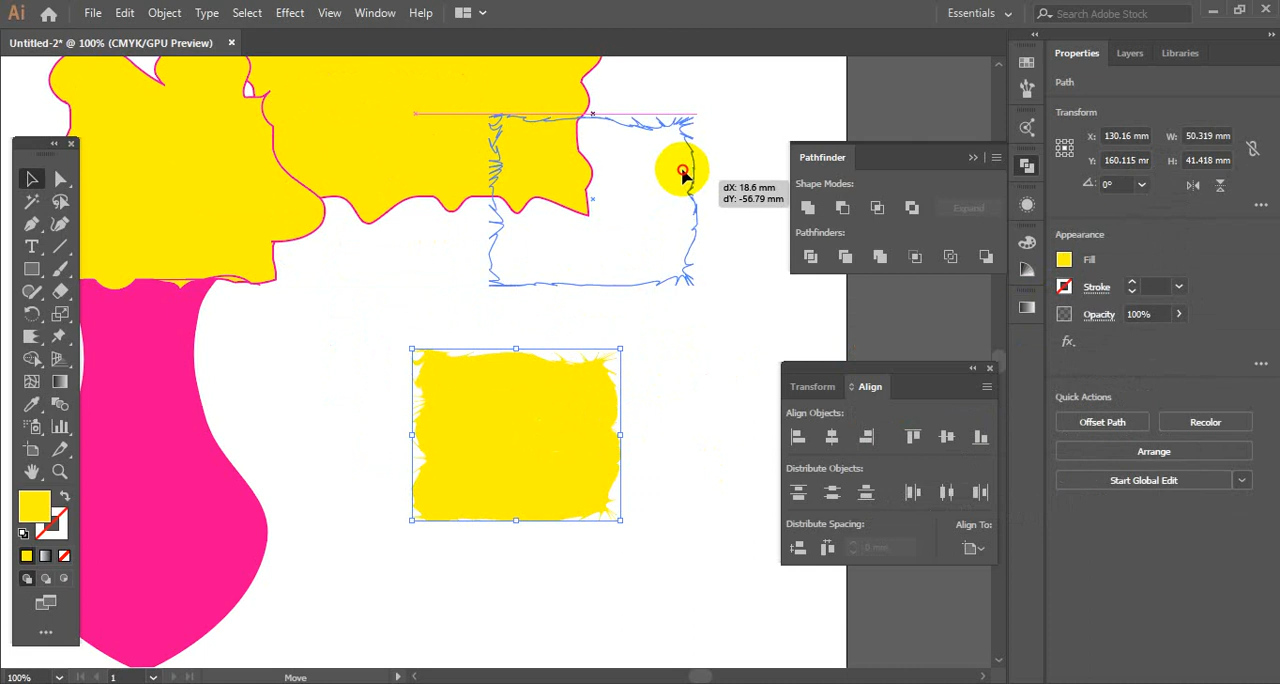 Ai File Edit Object Type Select Effect View Window Help Essentials Search Adobe Stock
Untitled-2* @ 100% (CMYK/GPU Preview) ×
Properties Layers Libraries
Path
Transform
X: 130.16 mm W: 50.319 mm
Y: 160.115 mm H: 41.418 mm
0°
Appearance
Fill
Stroke
Opacity 100%
fx.
Quick Actions
Offset Path Recolor
Arrange
Start Global Edit
Pathfinder
Shape Modes:
Expand
Pathfinders:
dX: 18.6 mm
dY: -56.79 mm
Transform Align
Align Objects:
Distribute Objects:
Distribute Spacing: Align To:
0 mm
100% 1 Move